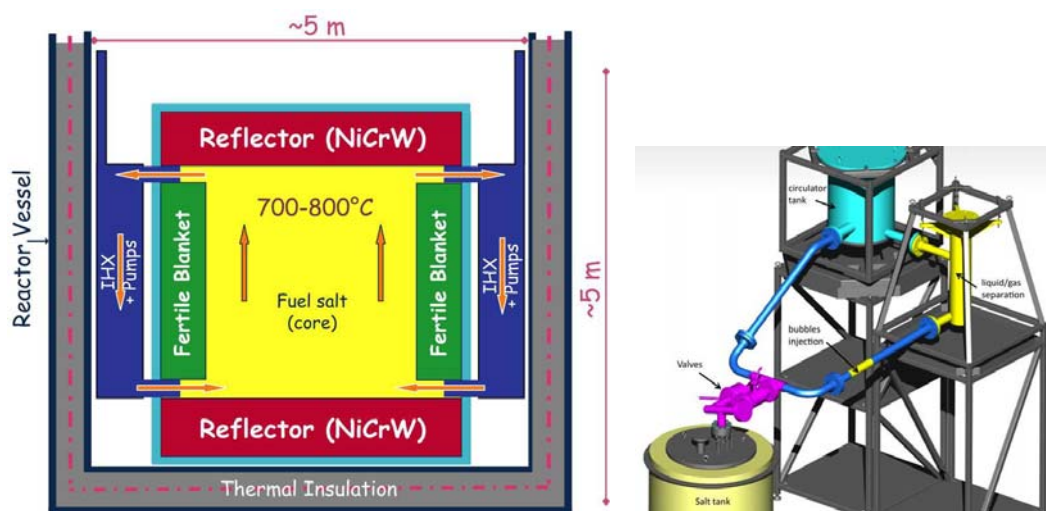 ~5 m
Reflector (NiCrW)
700-800°C
Fuel salt
(core)
Fertile Blanket
Fertile Blanket
IHX
+ Pumps
IHX
+ Pumps
Reactor Vessel
Reflector (NiCrW)
Thermal Insulation
~5 m
circulator
tank
liquid/gas
separation
bubbles
injection
Valves
Salt tank